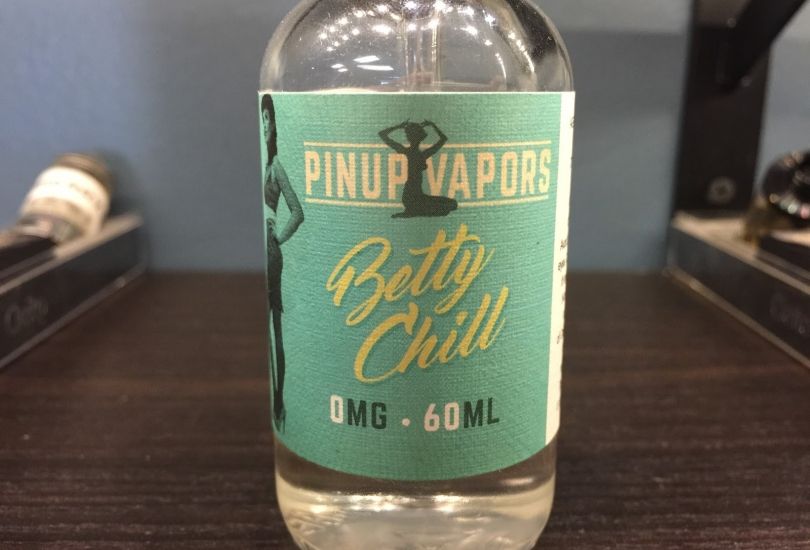 PINUP VAPORS
Betty
Chill
0MG • 60ML